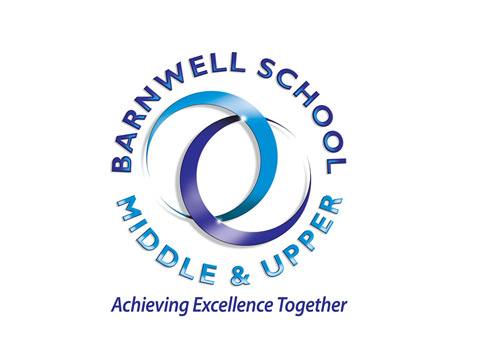 BARNWELL SCHOOL
MIDDLE & UPPER
Achieving Excellence Together